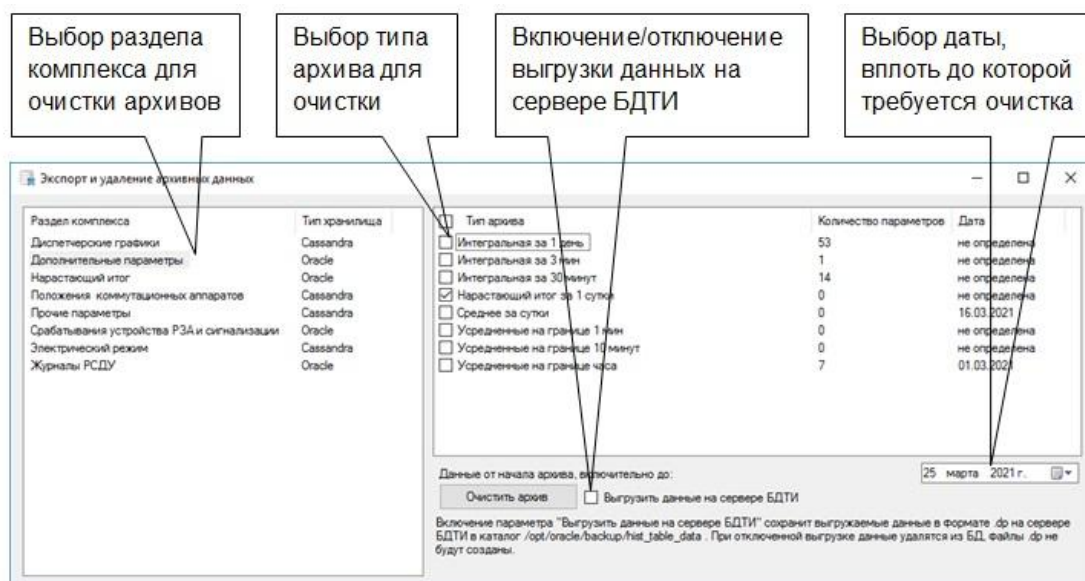 Выбор раздела
комплекса для
очистки архивов
Выбор типа
архива для
очистки
Включение/отключение
выгрузки данных на
сервере БДТИ
Выбор даты,
вплоть до которой
требуется очистка
Экспорт и удаление архивных данных
Раздел комплекса Тип хранилища
Диспетчерские графики Cassandra
Дополнительные параметры Oracle
Нарастающий итог Oracle
Положения коммутационных аппаратов Cassandra
Прочие параметры Cassandra
Срабатывания устройства РЗА и сигнализации Oracle
Электрический режим Cassandra
Журналы РСДУ Oracle
Тип архива Количество параметров Дата
Интегральная за 1 день 53 не определена
Интегральная за 3 мин 1 не определена
Интегральная за 30 минут 14 не определена
Нарастающий итог за 1 сутки 0 не определена
Среднее за сутки 0 16.03.2021
Усредненные на границе 1 мин 0 не определена
Усредненные на границе 10 минут 0 не определена
Усредненные на границе часа 7 01.03.2021
Данные от начала архива, включительно до: 25 марта 2021 г.
Очистить архив Выгрузить данные на сервере БДТИ
Включение параметра "Выгрузить данные на сервере БДТИ" сохранит выгружаемые данные в формате .dp на сервере
БДТИ в каталог /opt/oracle/backup/hist_table_data . При отключенной выгрузке данные удалятся из БД, файлы .dp не
будут созданы.